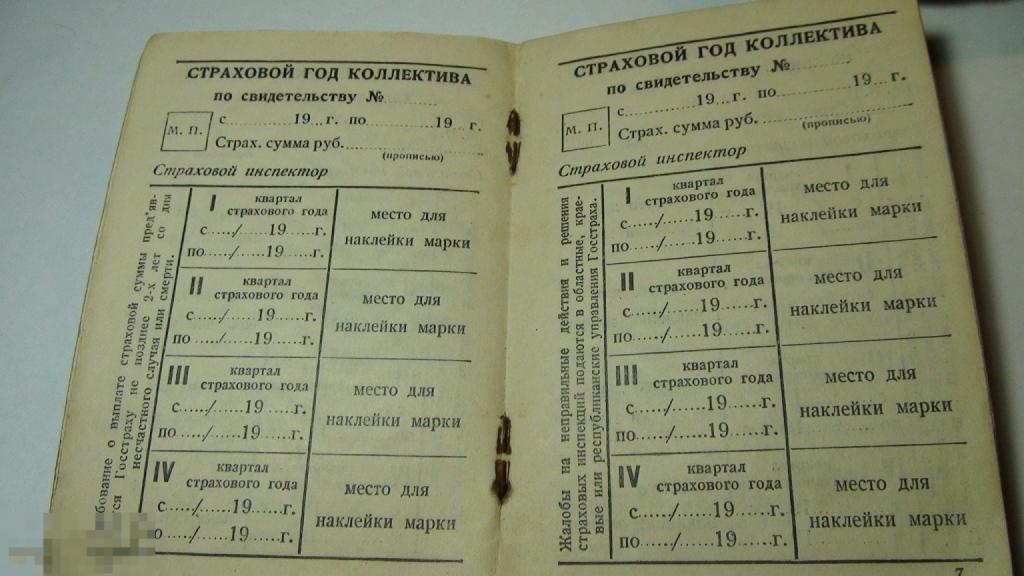 СТРАХОВОЙ ГОД КОЛЛЕКТИВА
по свидетельству №
М. П.
с............19...г. по............19...г.
Страх. сумма руб.
(прописью)
Страховой инспектор
бование о выплате страховой суммы пред'яв-
тся Госстраху не позднее 2-х лет со дня
несчастного случая или смерти.
I квартал
страхового года
с...../......19.....г.
по...../......19.....г.
место для
наклейки марки
II квартал
страхового года
с...../......19.....г.
по...../......19.....г.
место для
наклейки марки
III квартал
страхового года
с...../......19.....г.
по...../......19.....г.
место для
наклейки марки
IV квартал
страхового года
с...../......19.....г.
о...../......19.....г.
место для
наклейки марки
СТРАХОВОЙ ГОД КОЛЛЕКТИВА
по свидетельству №
М. П.
с............19...г. по............19...г.
Страх. сумма руб.
(прописью)
Страховой инспектор
Жалобы на неправильные действия и решения
страховых инспекций подаются в областные, крае-
вые или республиканские управления Госстраха.
I квартал
страхового года
с...../......19.....г.
по...../......19.....г.
место для
наклейки марки
II квартал
страхового года
с...../......19.....г.
по...../......19.....г.
место для
наклейки марки
III квартал
страхового года
с...../......19.....г.
по...../......19.....г.
место для
наклейки марки
IV квартал
страхового года
с...../......19.....г.
по...../......19.....г.
место для
наклейки марки
7